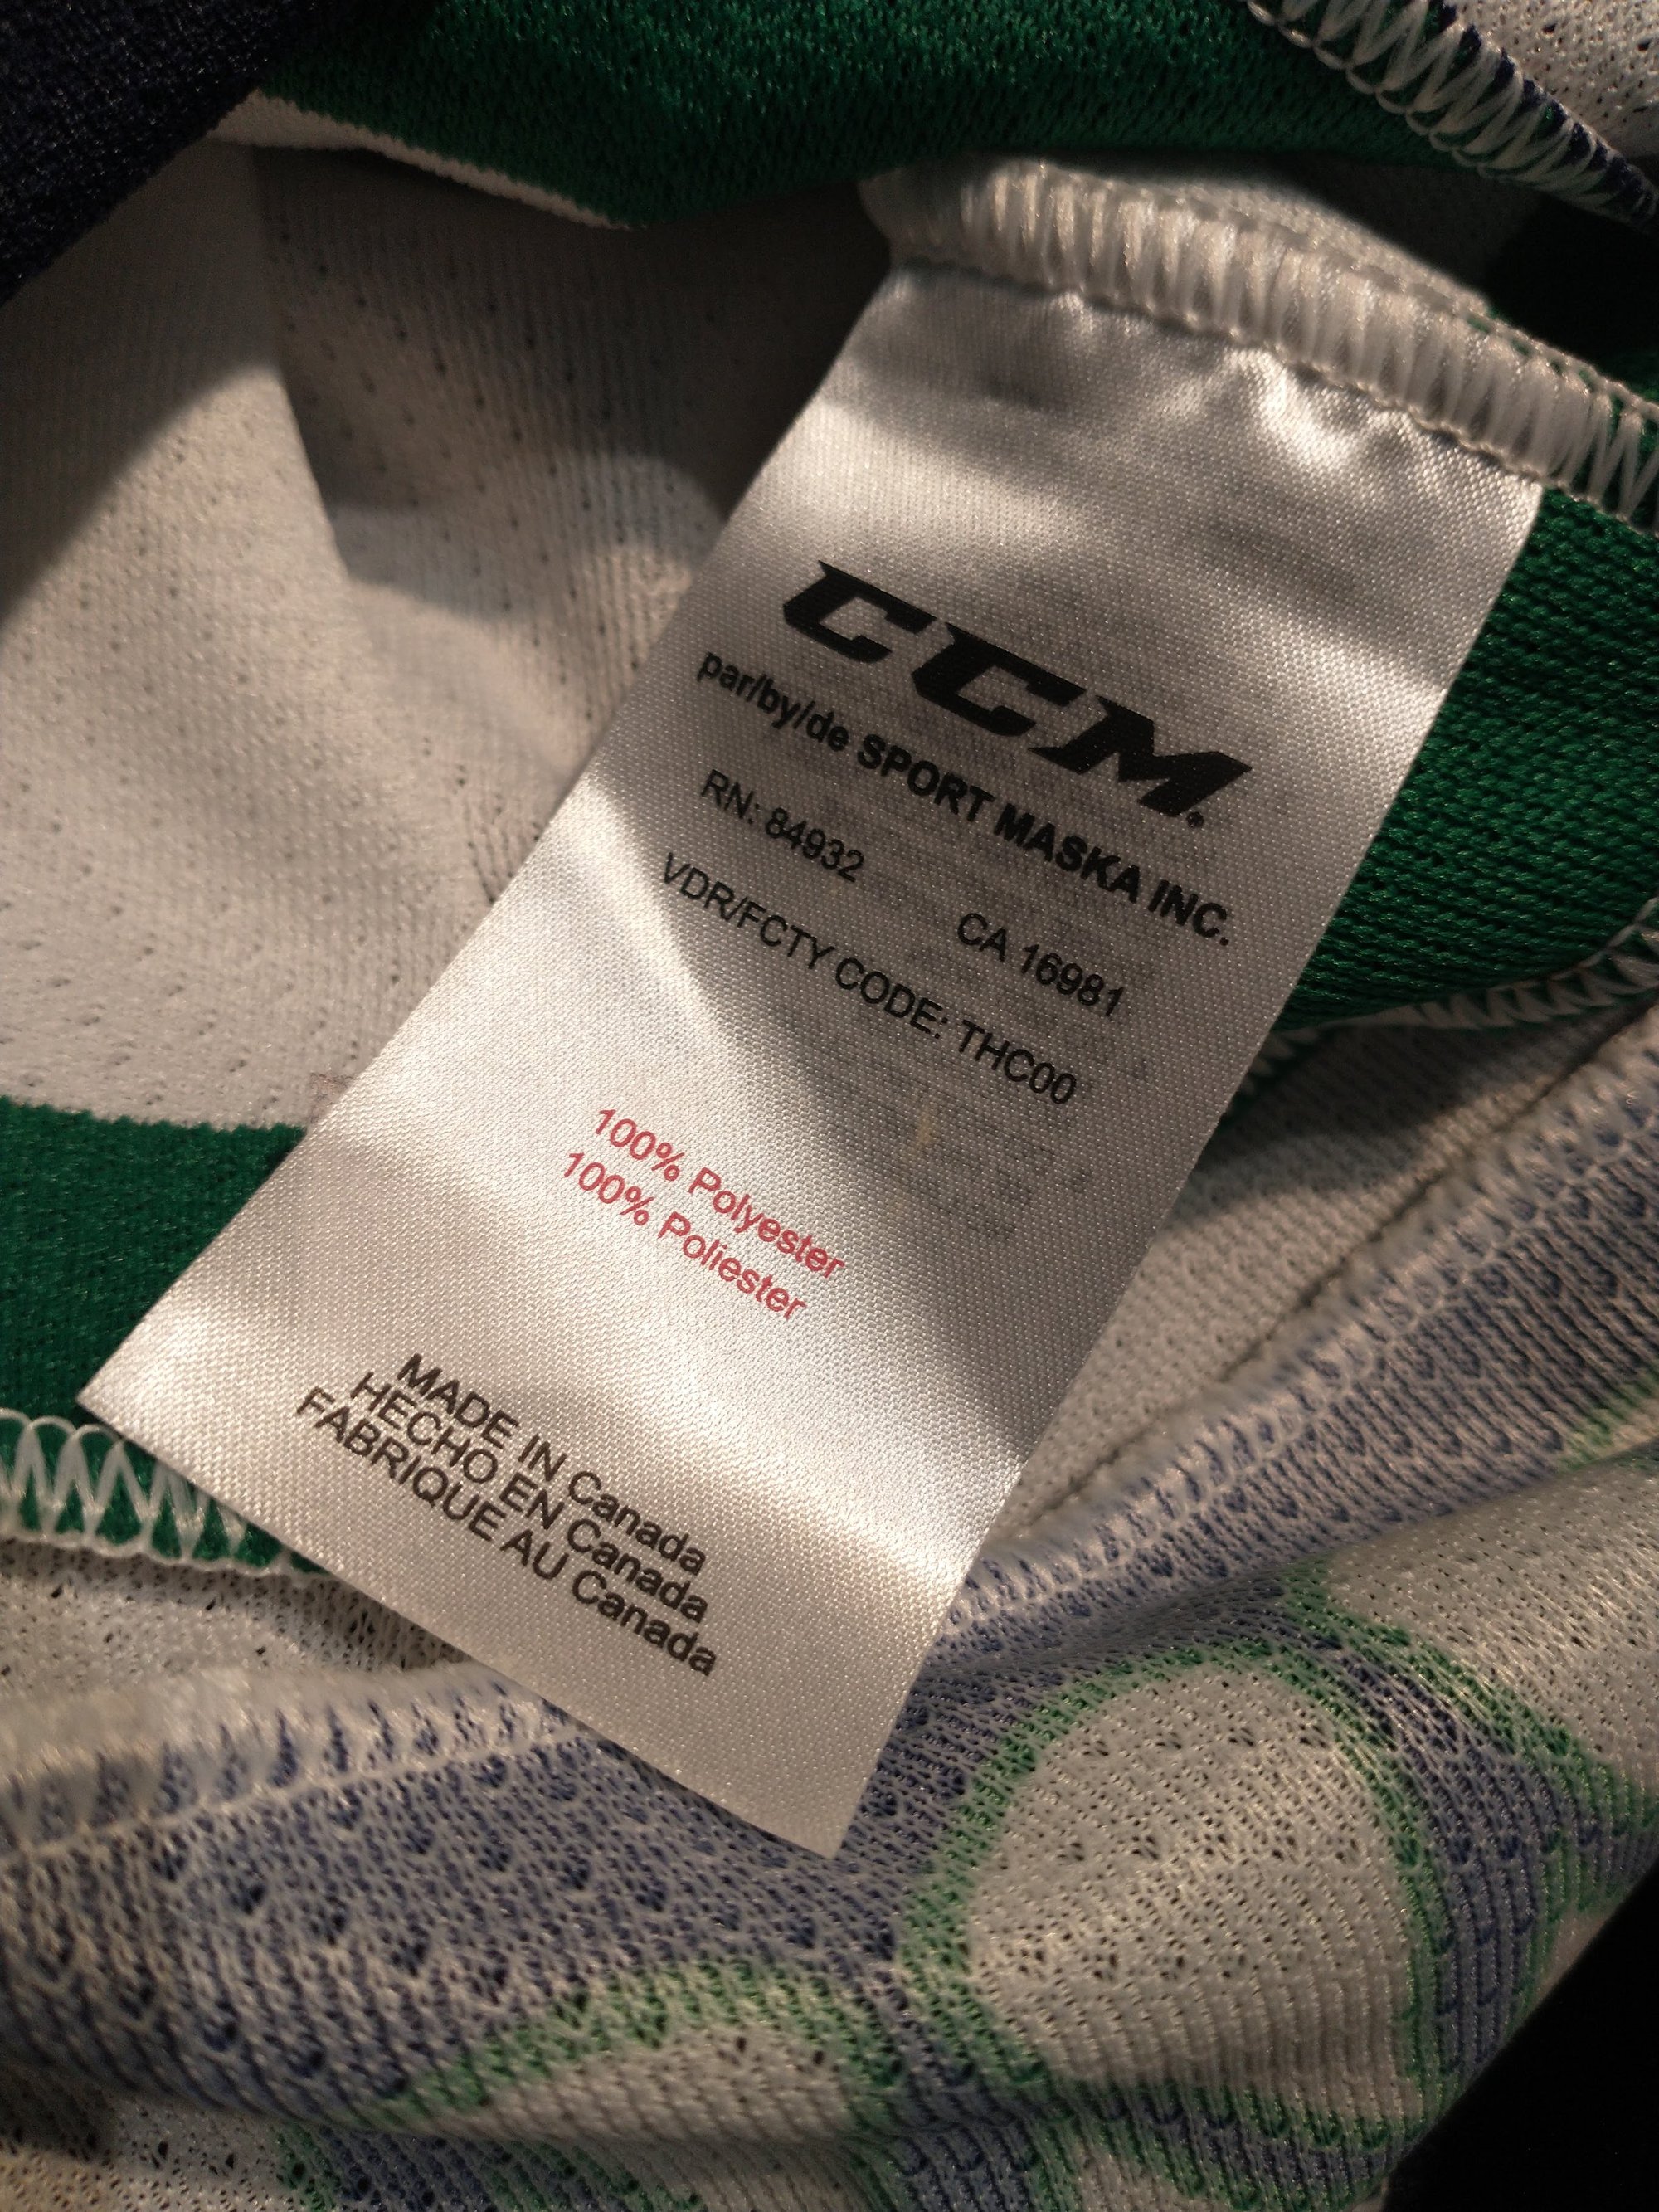 CCM.
par/by/de SPORT MASKA INC.
RN: 84932 CA 16981
VDR/FCTY CODE: THC00
100% Polyester
100% Poliester
MADE IN Canada
HECHO EN Canada
FABRIQUE AU Canada